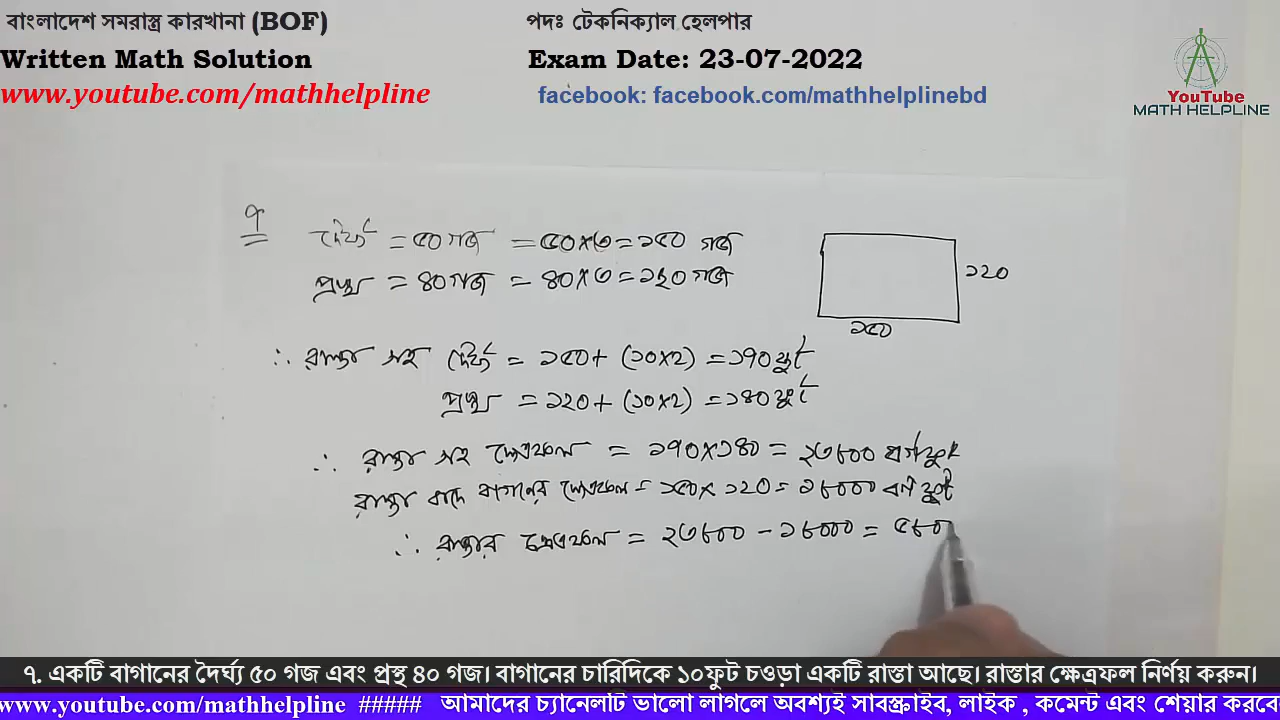 বাংলাদেশ সমরাস্ত্র কারখানা (BOF) পদঃ টেকনিক্যাল হেলপার
Written Math Solution Exam Date: 23-07-2022
www.youtube.com/mathhelpline facebook: facebook.com/mathhelplinebd
YouTube
MATH HELPLINE
৭
দৈর্ঘ্য = ৫০ গজ = ৫০×৩ = ১৫০ গজ
প্রস্থ = ৪০ গজ = ৪০×৩ = ১২০ গজ
১২০
১৫০
∴ রাস্তা সহ দৈর্ঘ্য = ১৫০ + (১০×২) = ১৭০ ফুট
প্রস্থ = ১২০ + (১০×২) = ১৪০ ফুট
∴ রাস্তা সহ ক্ষেত্রফল = ১৭০×১৪০ = ২৩৮০০ বর্গফুট
রাস্তা বাদে বাগানের ক্ষেত্রফল = ১৫০×১২০ = ১৮০০০ বর্গ ফুট
∴ রাস্তার ক্ষেত্রফল = ২৩৮০০ - ১৮০০০ = ৫৮০০
৭. একটি বাগানের দৈর্ঘ্য ৫০ গজ এবং প্রস্থ ৪০ গজ। বাগানের চারিদিকে ১০ফুট চওড়া একটি রাস্তা আছে। রাস্তার ক্ষেত্রফল নির্ণয় করুন।
www.youtube.com/mathhelpline ##### আমাদের চ্যানেলটি ভালো লাগলে অবশ্যই সাবস্ক্রাইব, লাইক , কমেন্ট এবং শেয়ার করবে